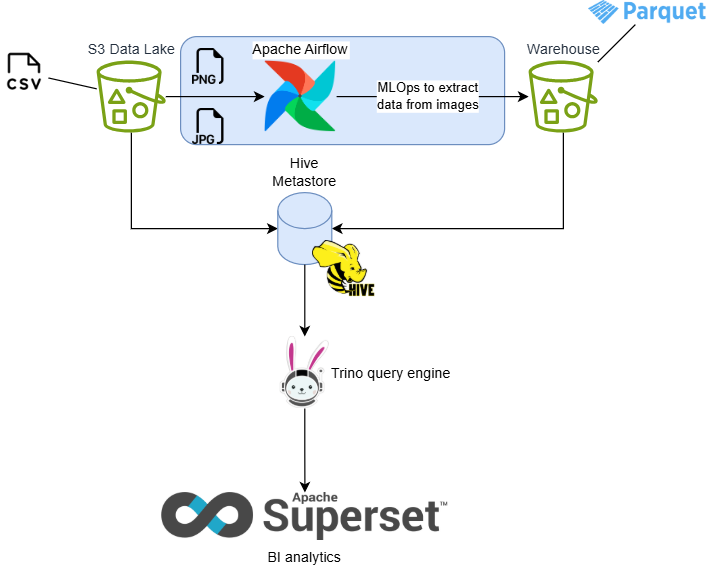 Parquet
S3 Data Lake
Apache Airflow
Warehouse
CSV
PNG
MLOps to extract
data from images
JPG
Hive
Metastore
HIVE
Trino query engine
Apache
Superset™
BI analytics